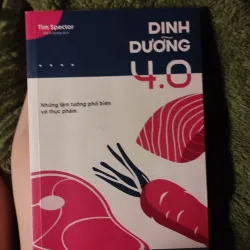 Tim Spector
DINH
DƯỠNG
4.0
Những lầm tưởng phổ biến
về thực phẩm